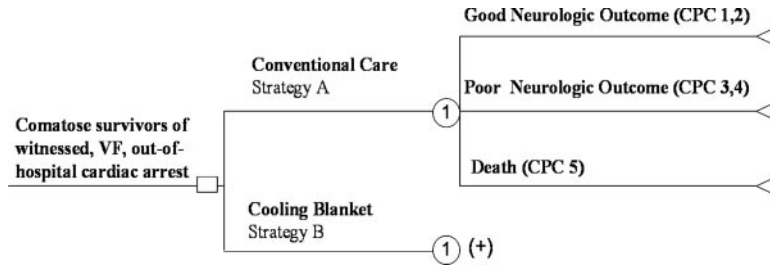 Good Neurologic Outcome (CPC 1,2)
Conventional Care
Strategy A
1
Poor Neurologic Outcome (CPC 3,4)
Comatose survivors of
witnessed, VF, out-of-
hospital cardiac arrest
Death (CPC 5)
Cooling Blanket
Strategy B
1 (+)